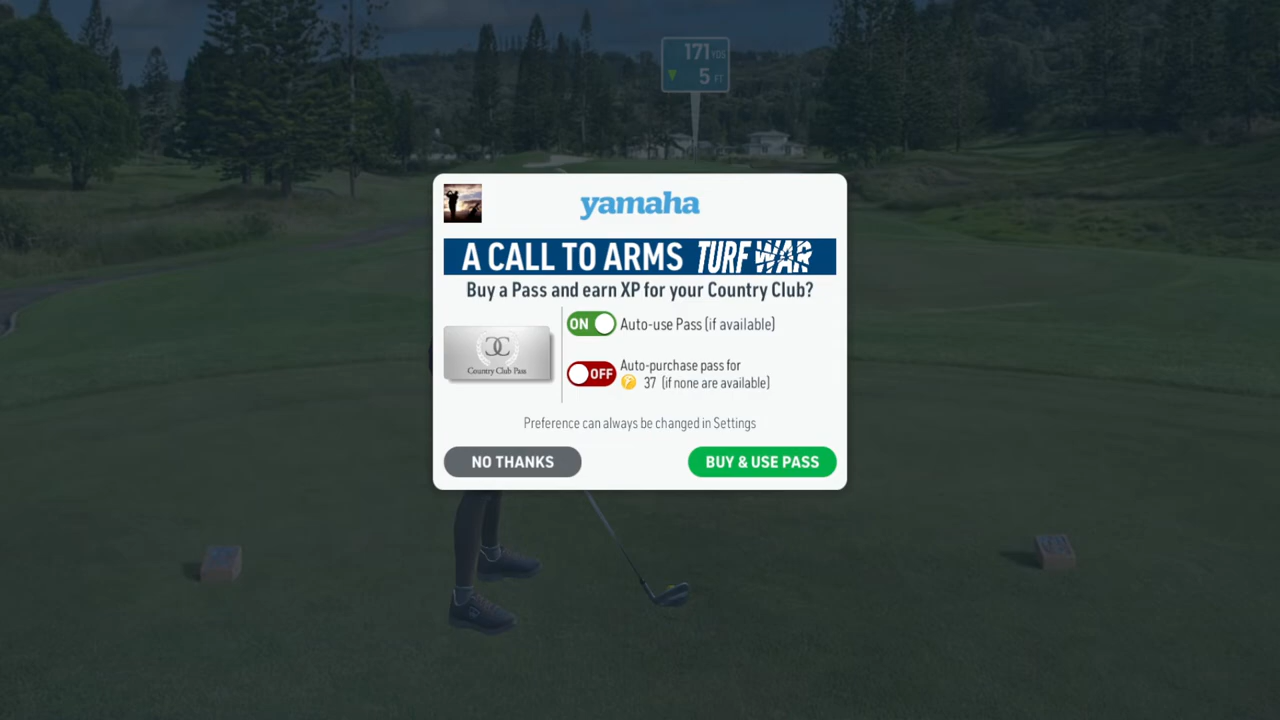 171 YDS
5 FT
yamaha
A CALL TO ARMS TURF WAR
Buy a Pass and earn XP for your Country Club?
ON Auto-use Pass (if available)
CC
Country Club Pass
OFF Auto-purchase pass for
37 (if none are available)
Preference can always be changed in Settings
NO THANKS
BUY & USE PASS